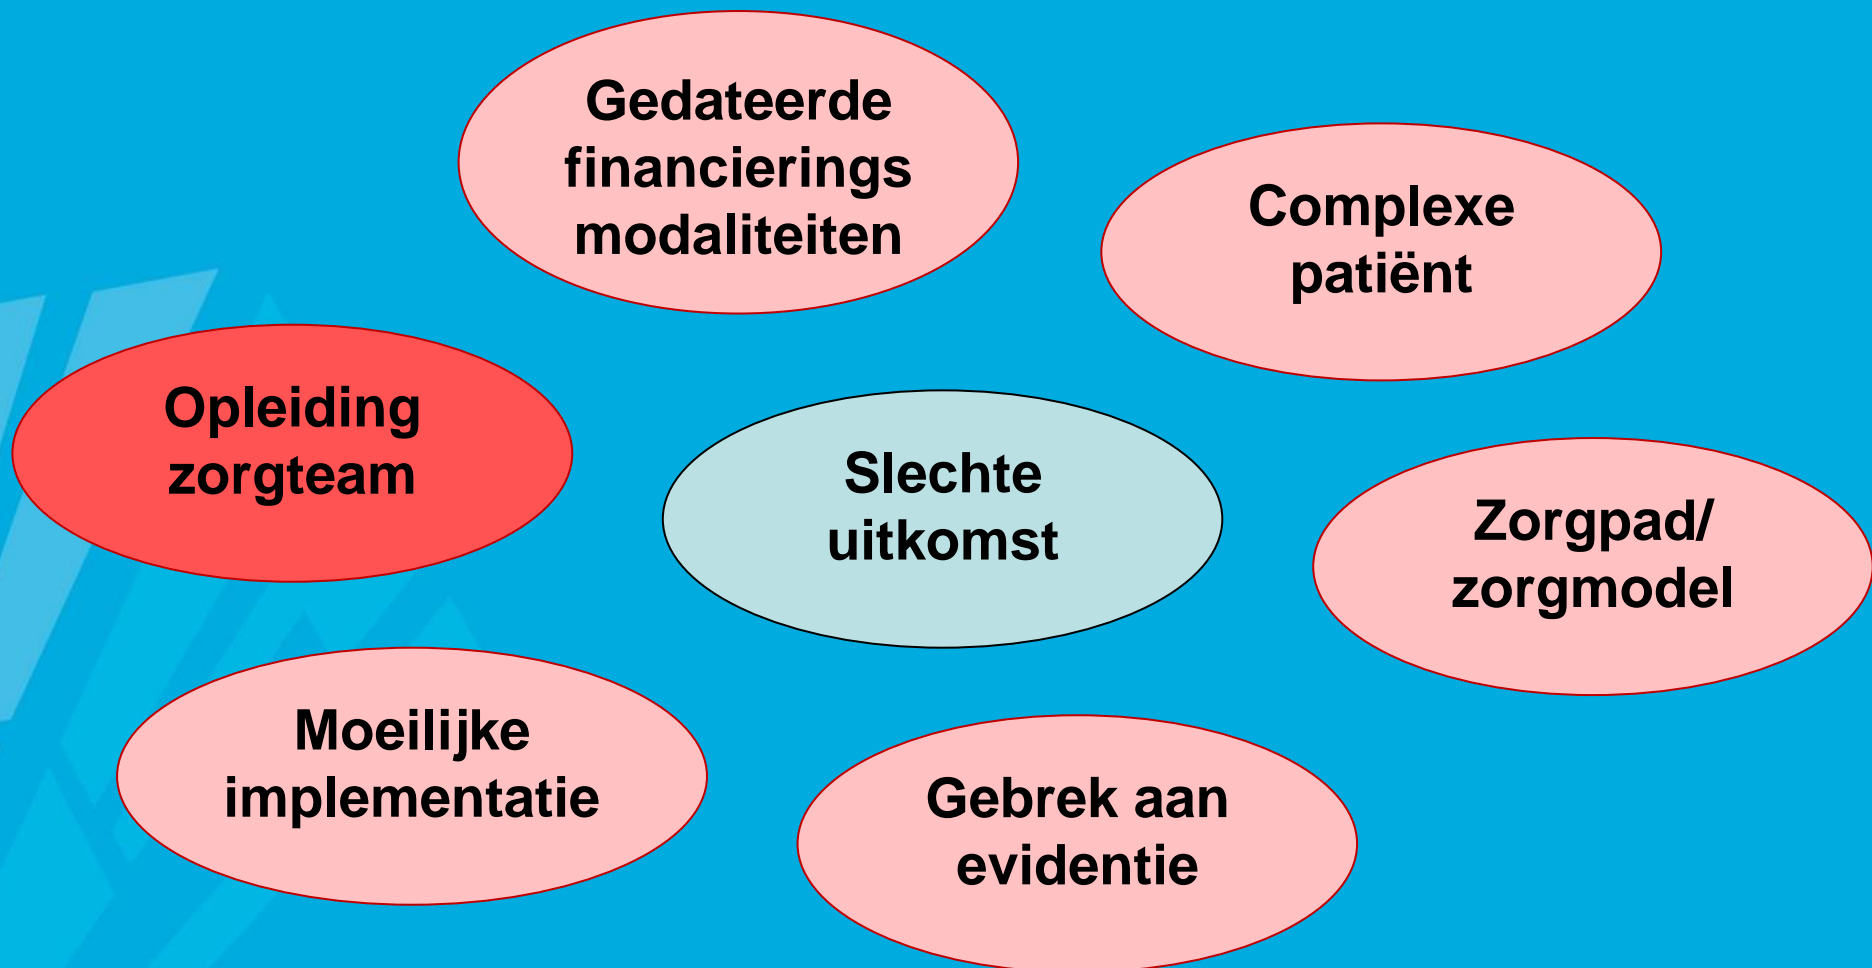 Gedateerde
financierings
modaliteiten
Complexe
patiënt
Opleiding
zorgteam
Slechte
uitkomst
Zorgpad/
zorgmodel
Moeilijke
implementatie
Gebrek aan
evidentie